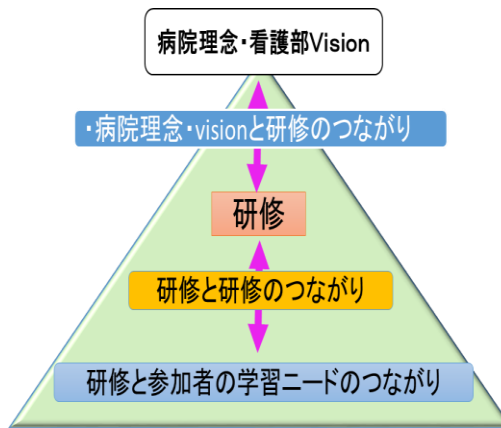 病院理念・看護部Vision
・病院理念・visionと研修のつながり
研修
研修と研修のつながり
研修と参加者の学習ニードのつながり